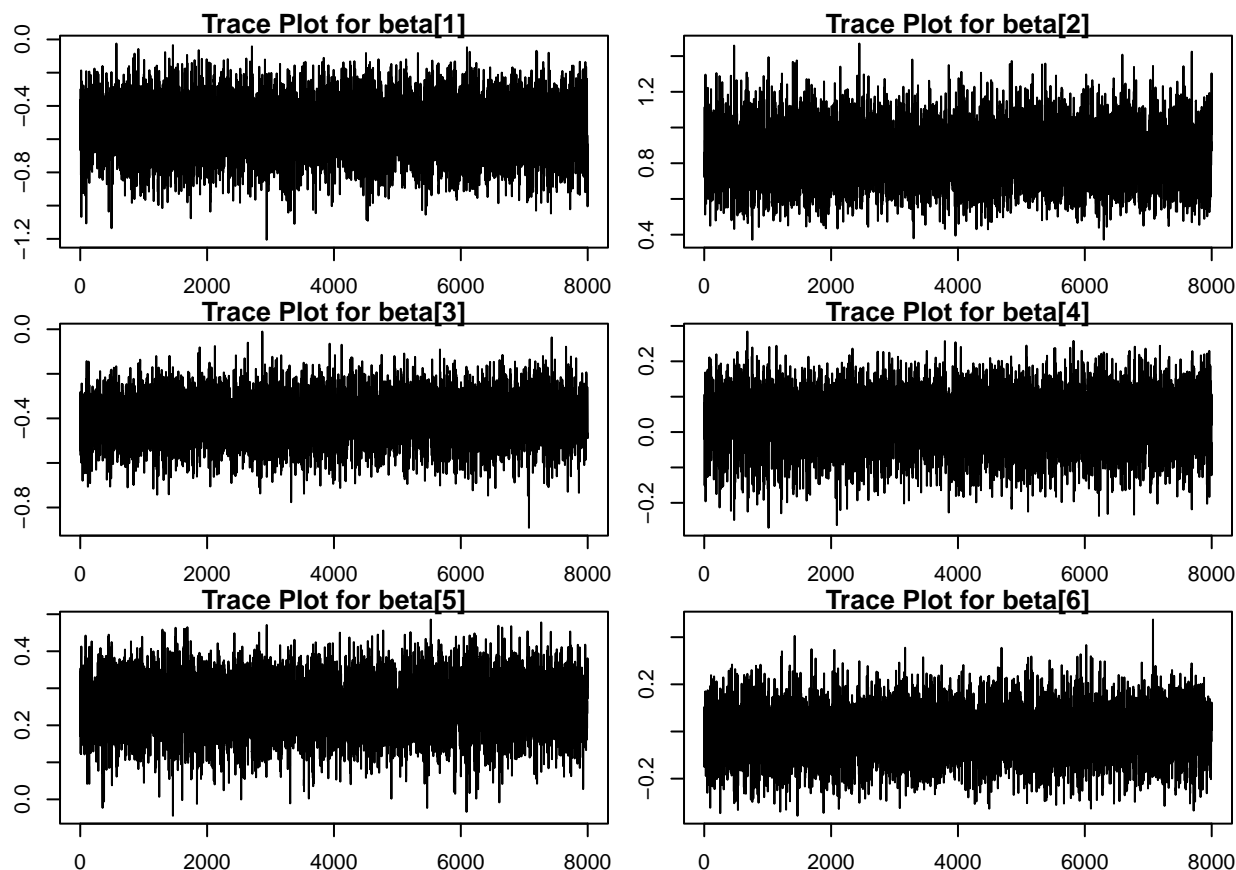 Trace Plot for beta[1]
0.0
−0.4
−0.8
−1.2
0 2000 4000 6000 8000
Trace Plot for beta[2]
1.2
0.8
0.4
0 2000 4000 6000 8000
Trace Plot for beta[3]
0.0
−0.4
−0.8
0 2000 4000 6000 8000
Trace Plot for beta[4]
0.2
0.0
−0.2
0 2000 4000 6000 8000
Trace Plot for beta[5]
0.4
0.2
0.0
0 2000 4000 6000 8000
Trace Plot for beta[6]
0.2
−0.2
0 2000 4000 6000 8000